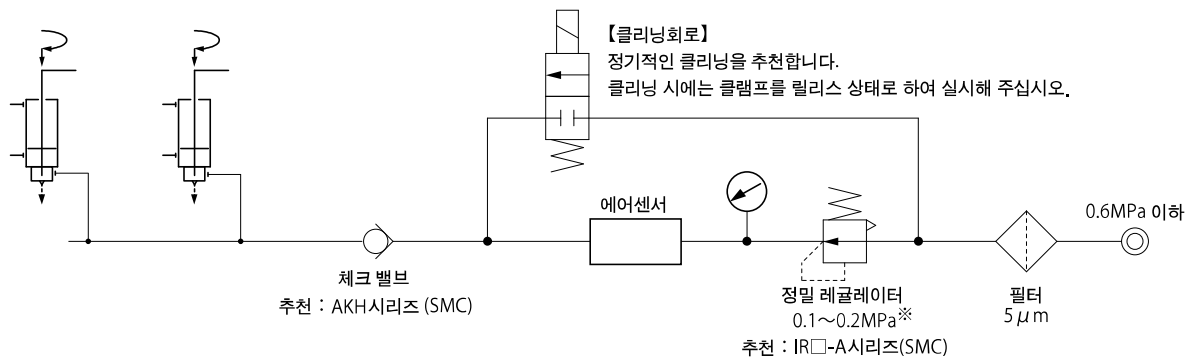 【클리닝회로】
정기적인 클리닝을 추천합니다.
클리닝 시에는 클램프를 릴리스 상태로 하여 실시해 주십시오.
에어센서
0.6MPa 이하
체크 밸브
추천 : AKH시리즈 (SMC)
정밀 레귤레이터
0.1~0.2MPa※
추천 : IR□-A시리즈(SMC)
필터
5μm